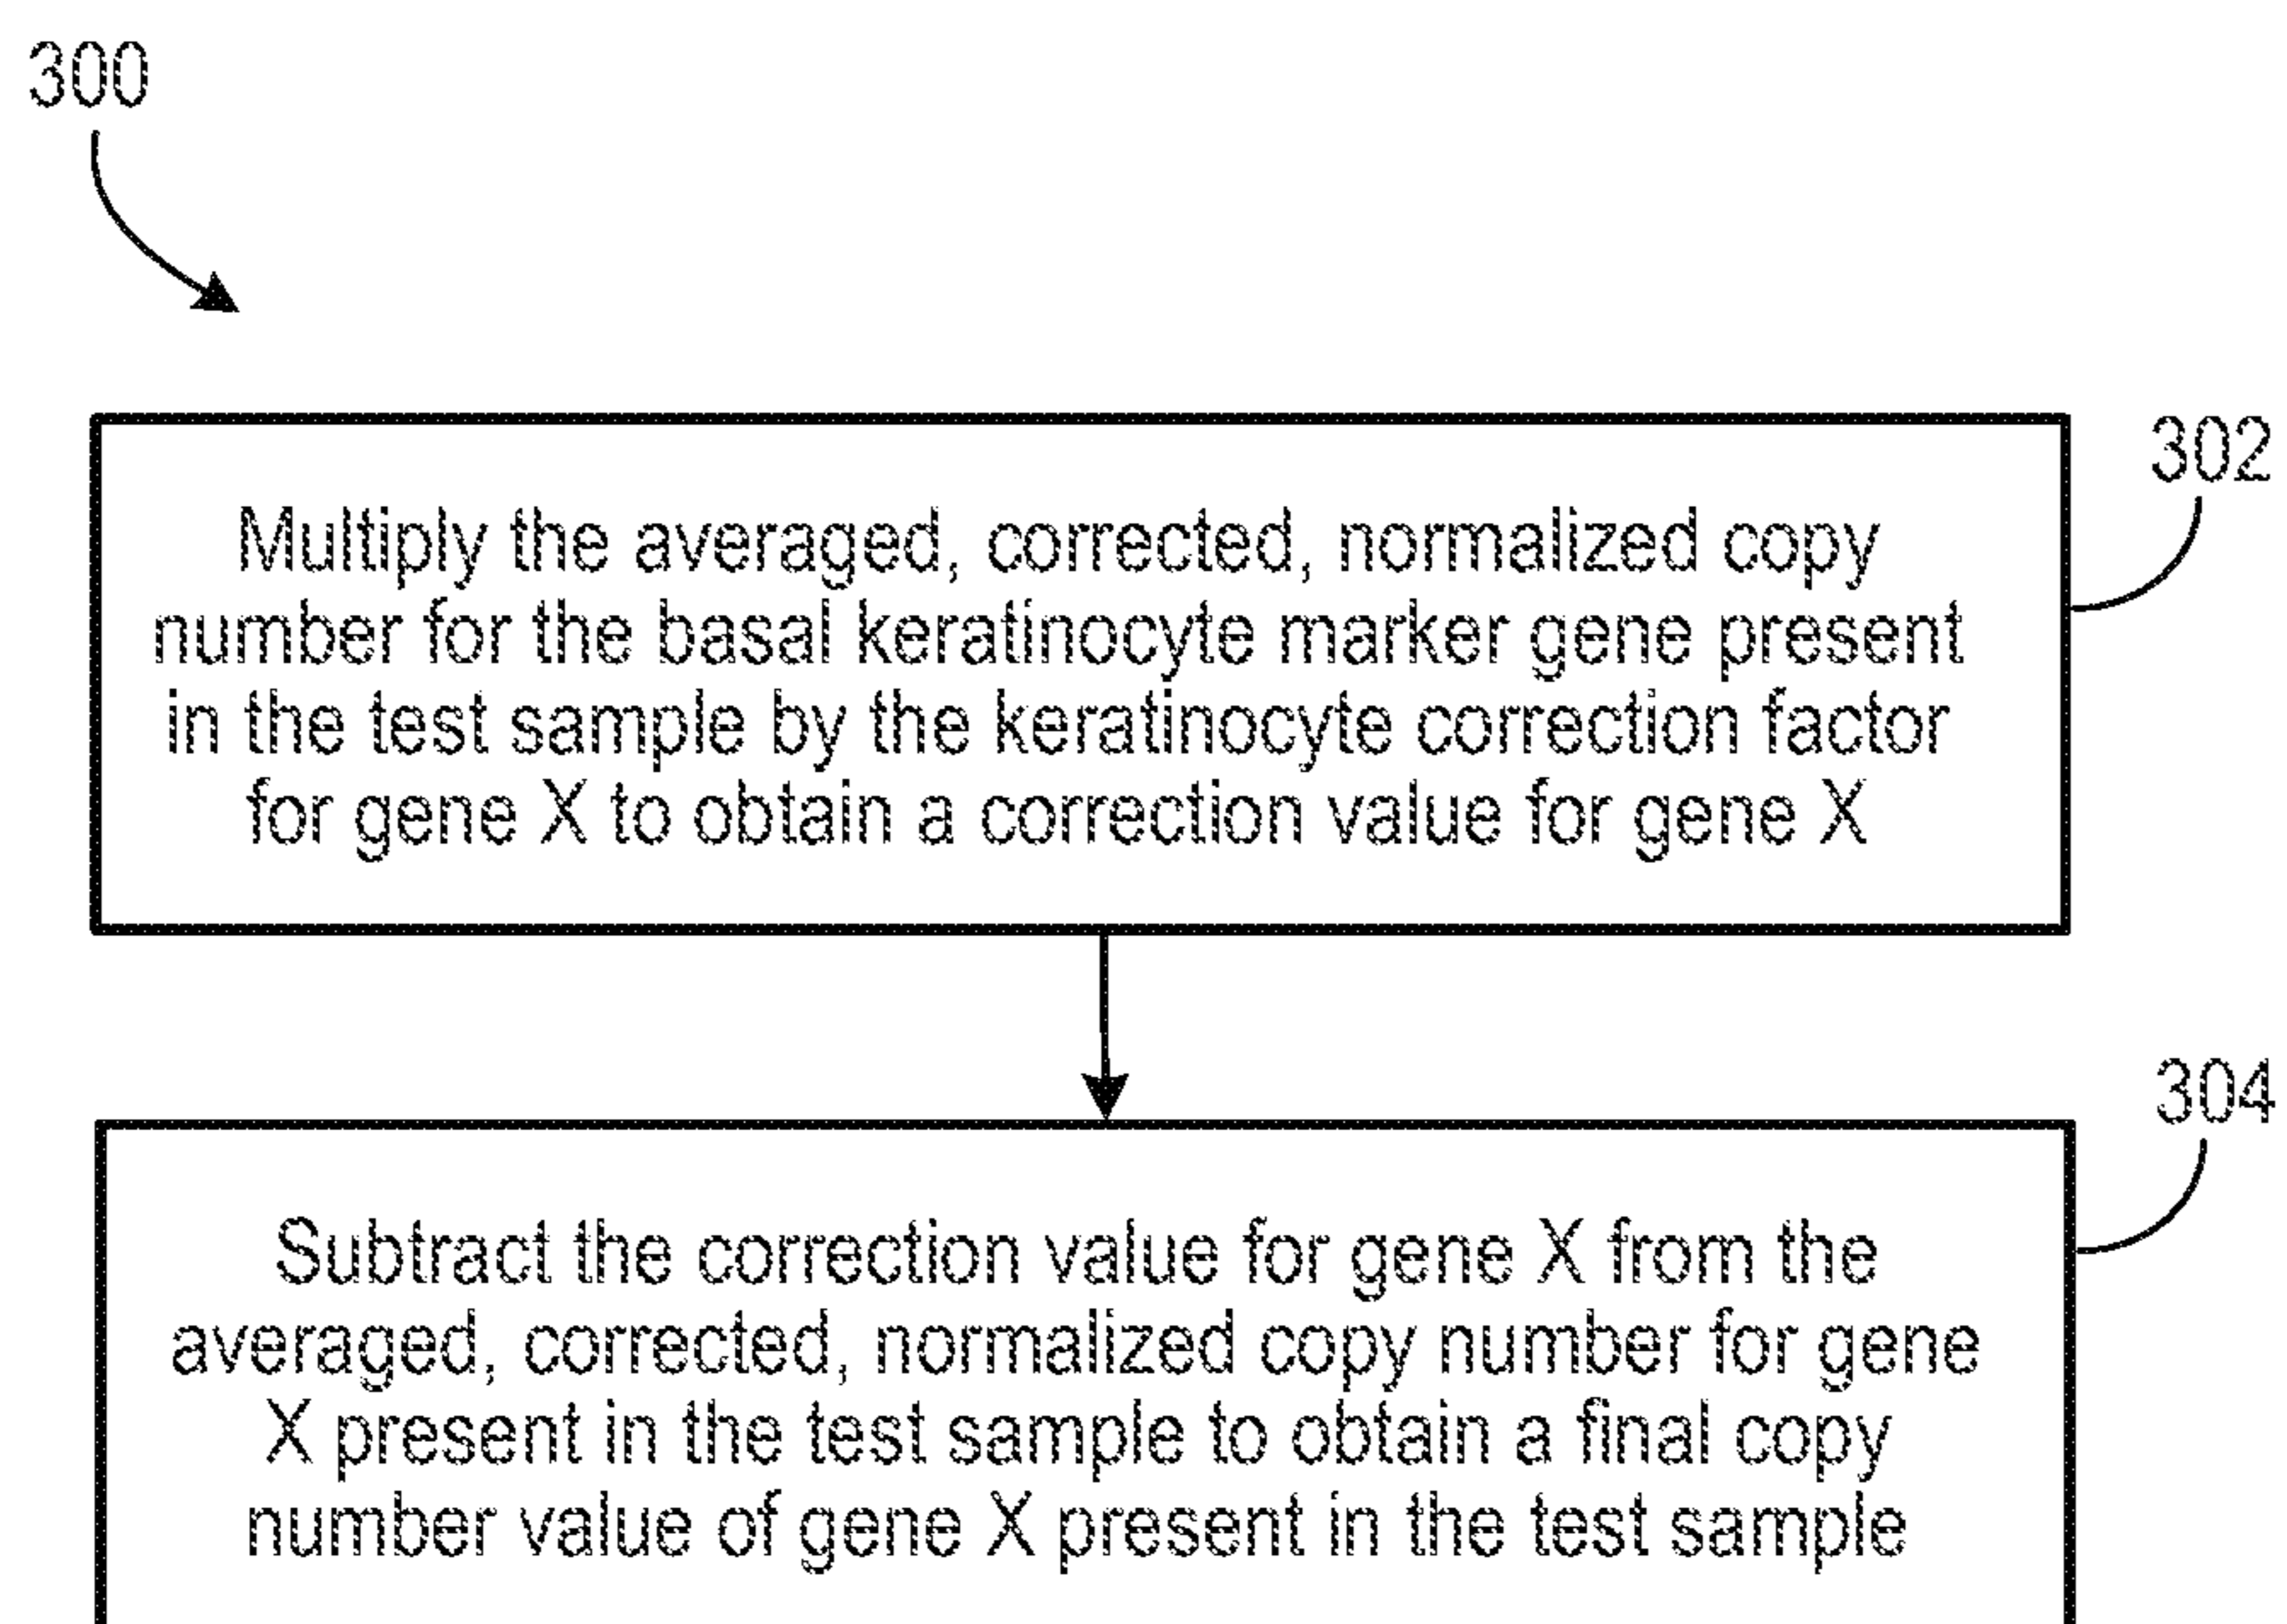 300
302
Multiply the averaged, corrected, normalized copy
number for the basal keratinocyte marker gene present
in the test sample by the keratinocyte correction factor
for gene X to obtain a correction value for gene X
304
Subtract the correction value for gene X from the
averaged, corrected, normalized copy number for gene
X present in the test sample to obtain a final copy
number value of gene X present in the test sample